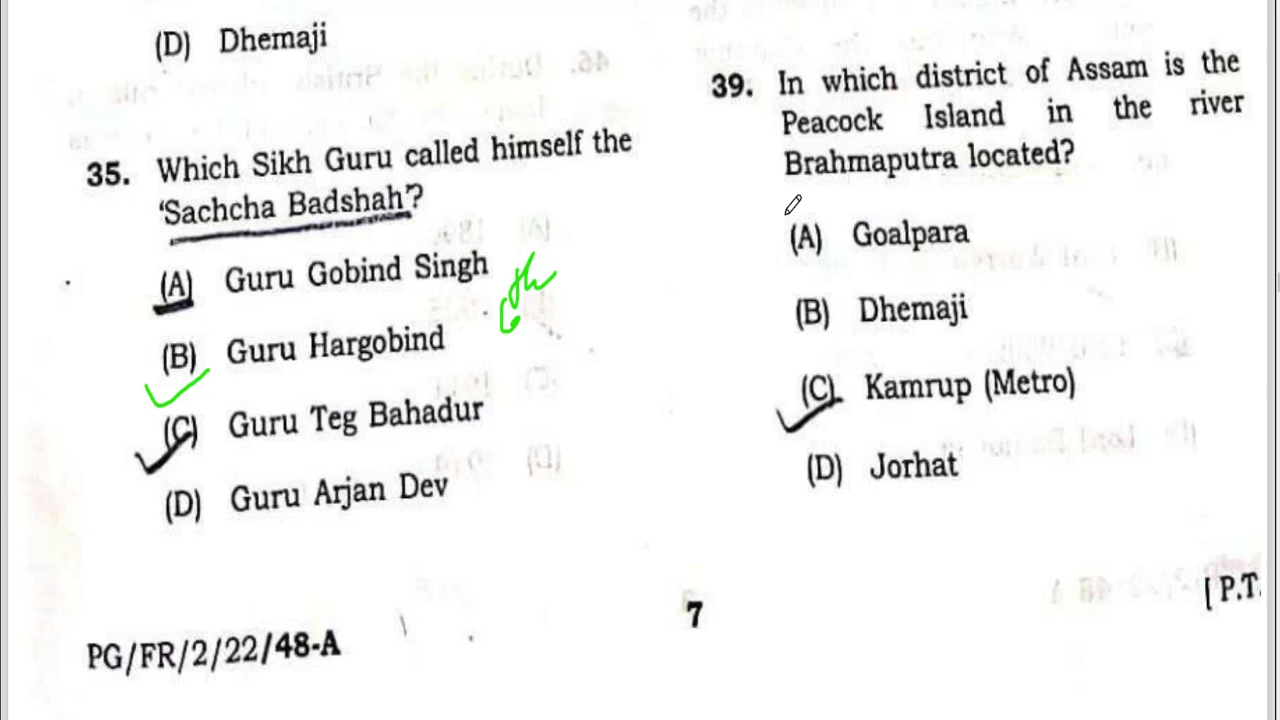 (D) Dhemaji
35. Which Sikh Guru called himself the
'Sachcha Badshah'?
(A) Guru Gobind Singh
(B) Guru Hargobind
(C) Guru Teg Bahadur
(D) Guru Arjan Dev
PG/FR/2/22/48-A
39. In which district of Assam is the
Peacock Island in the river
Brahmaputra located?
(A) Goalpara
(B) Dhemaji
(C) Kamrup (Metro)
(D) Jorhat
7
[ P.T.